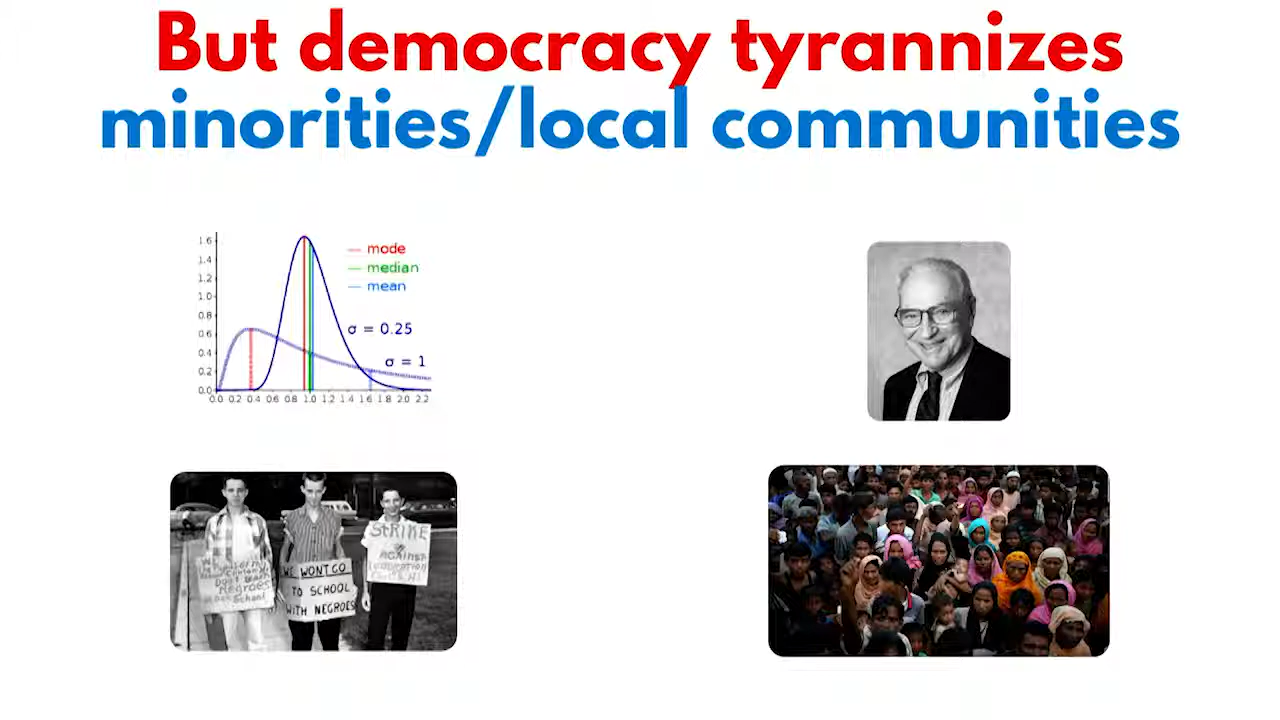 But democracy tyrannizes
minorities/local communities
mode
median
mean
σ = 0.25
σ = 1
1.6
1.4
1.2
1.0
0.8
0.6
0.4
0.2
0.0
0.0 0.2 0.4 0.6 0.8 1.0 1.2 1.4 1.6 1.8 2.0 2.2
WE WONT GO
TO SCHOOL
WITH NEGROES
STRIKE
AGAINST